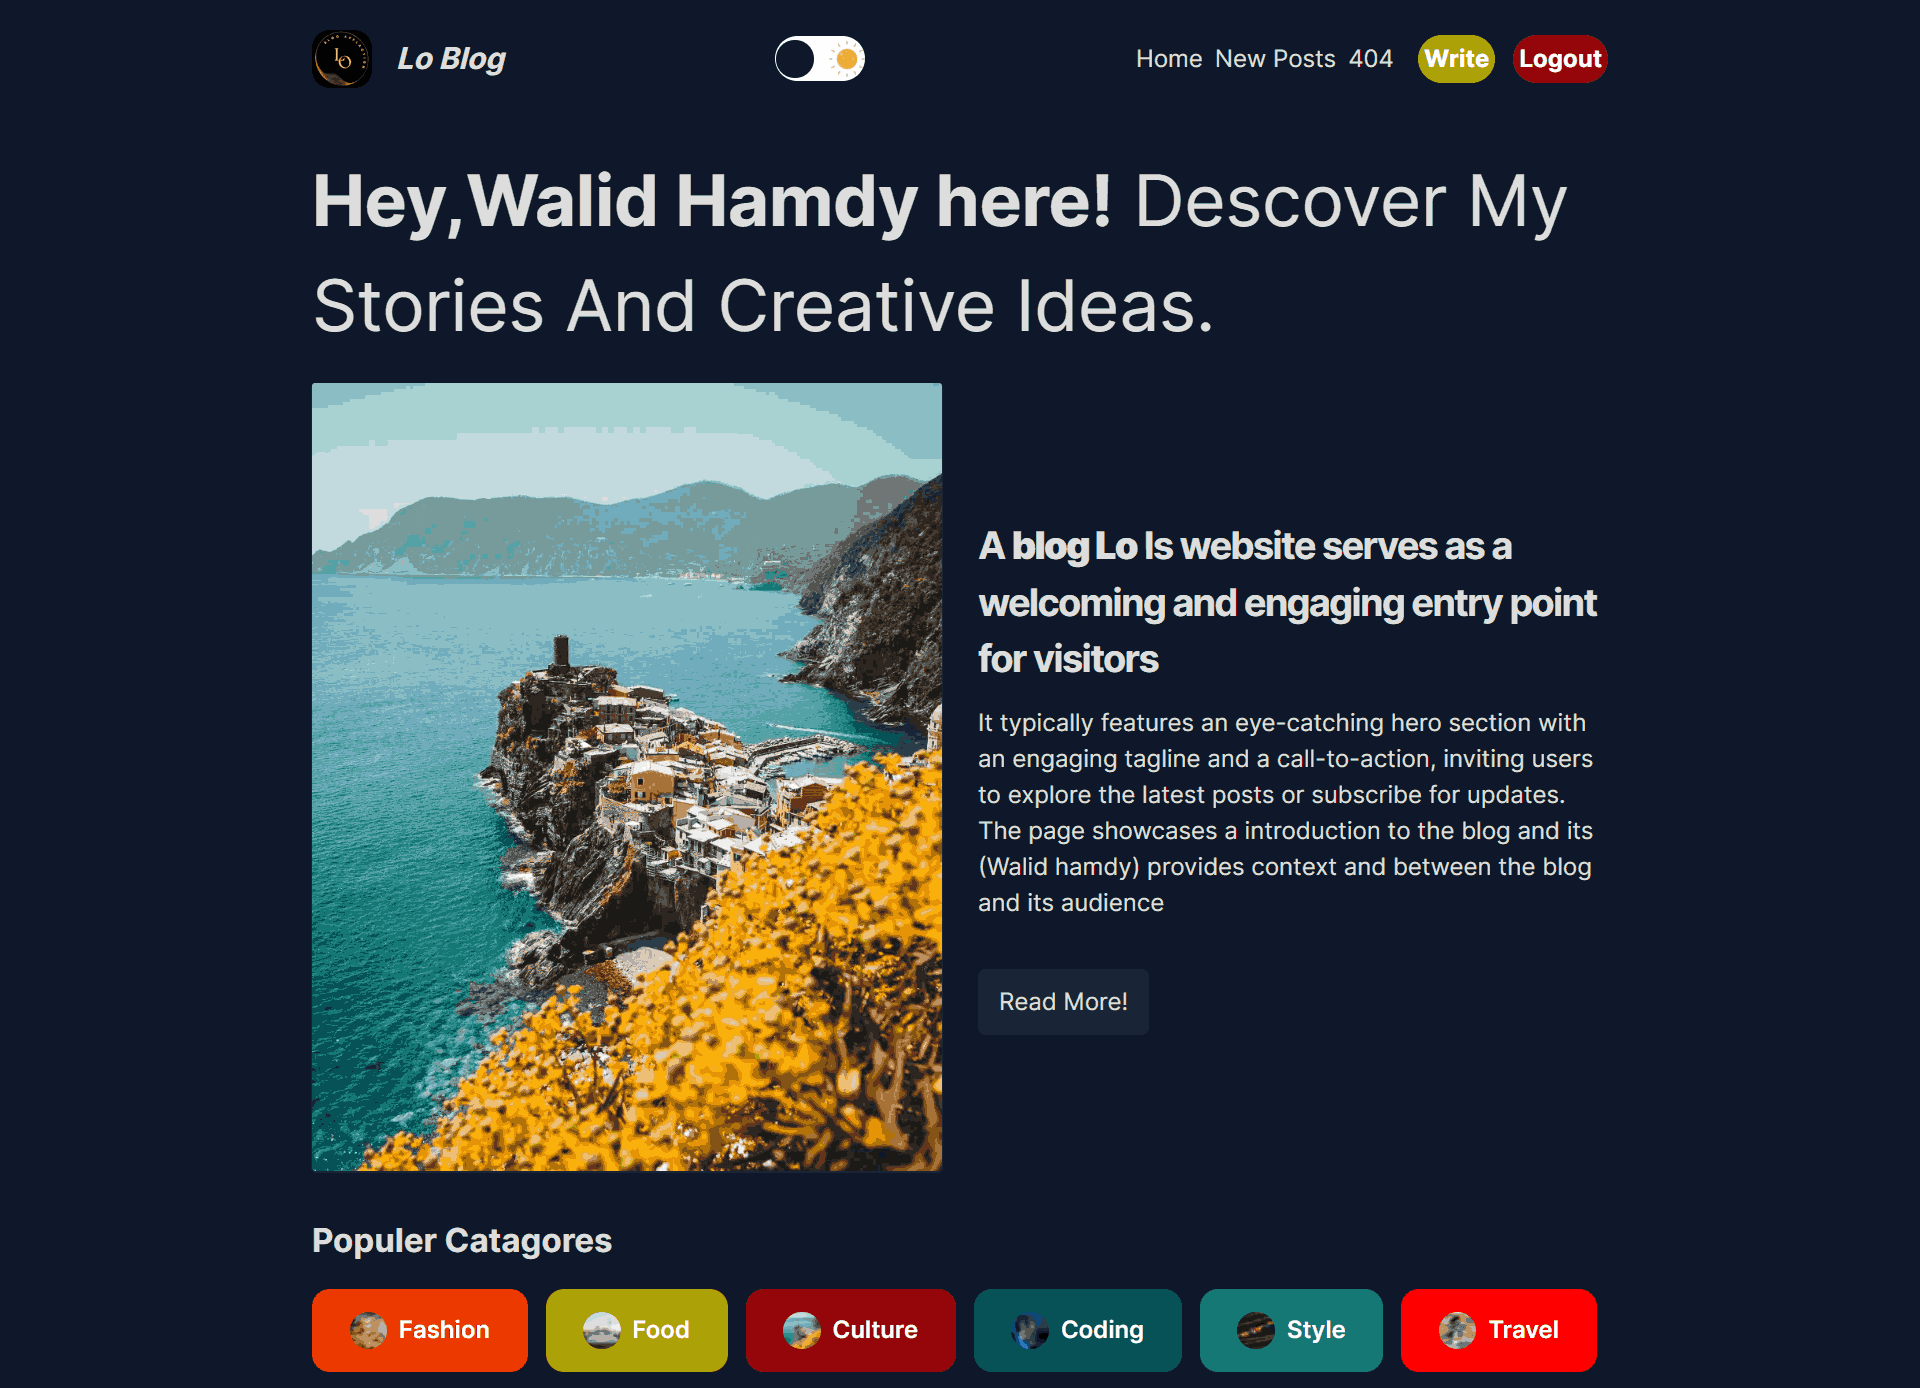 LO
Lo Blog
Home New Posts 404 Write Logout
Hey,Walid Hamdy here! Descover My
Stories And Creative Ideas.
A blog Lo Is website serves as a
welcoming and engaging entry point
for visitors
It typically features an eye-catching hero section with
an engaging tagline and a call-to-action, inviting users
to explore the latest posts or subscribe for updates.
The page showcases a introduction to the blog and its
(Walid hamdy) provides context and between the blog
and its audience
Read More!
Populer Catagores
Fashion Food Culture Coding Style Travel